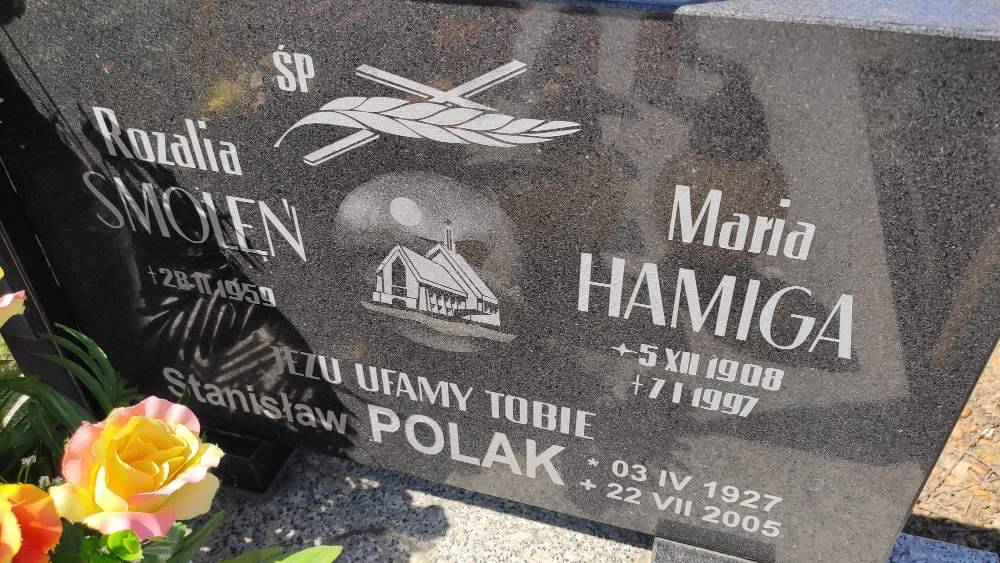 ŚP
Rozalia
SMOLEŃ
+28 II 1959
Maria
HAMIGA
* 5 XII 1908
+ 7 I 1997
JEZU UFAMY TOBIE
Stanisław POLAK
* 03 IV 1927
+ 22 VII 2005